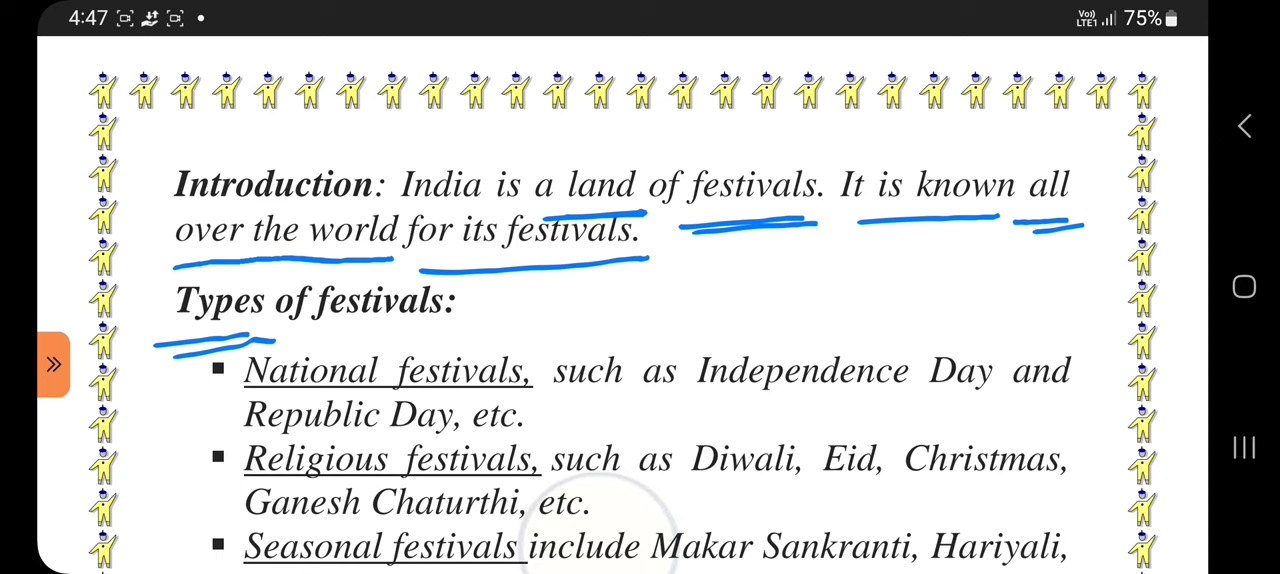 4:47
Vo))
LTE1
75%
Introduction: India is a land of festivals. It is known all
over the world for its festivals.
Types of festivals:
▪ National festivals, such as Independence Day and
Republic Day, etc.
▪ Religious festivals, such as Diwali, Eid, Christmas,
Ganesh Chaturthi, etc.
▪ Seasonal festivals include Makar Sankranti, Hariyali,